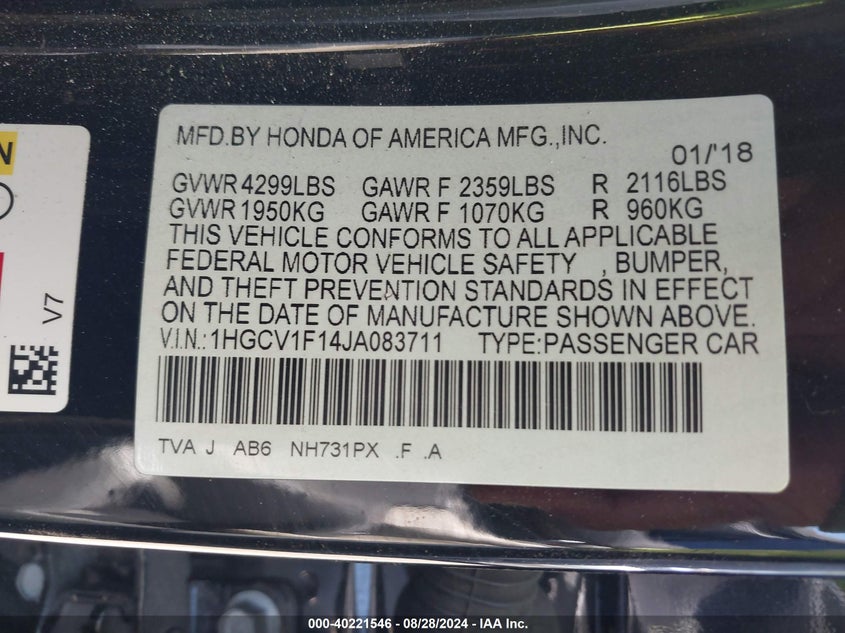 MFD.BY HONDA OF AMERICA MFG.,INC.
01/'18
GVWR 4299LBS GAWR F 2359LBS R 2116LBS
GVWR 1950KG GAWR F 1070KG R 960KG
THIS VEHICLE CONFORMS TO ALL APPLICABLE
FEDERAL MOTOR VEHICLE SAFETY , BUMPER,
AND THEFT PREVENTION STANDARDS IN EFFECT
ON THE DATE OF MANUFACTURE SHOWN ABOVE.
V.I.N.:1HGCV1F14JA083711 TYPE:PASSENGER CAR
TVA J AB6 NH731PX .F .A
N
V7
000-40221546 - 08/28/2024 - IAA Inc.